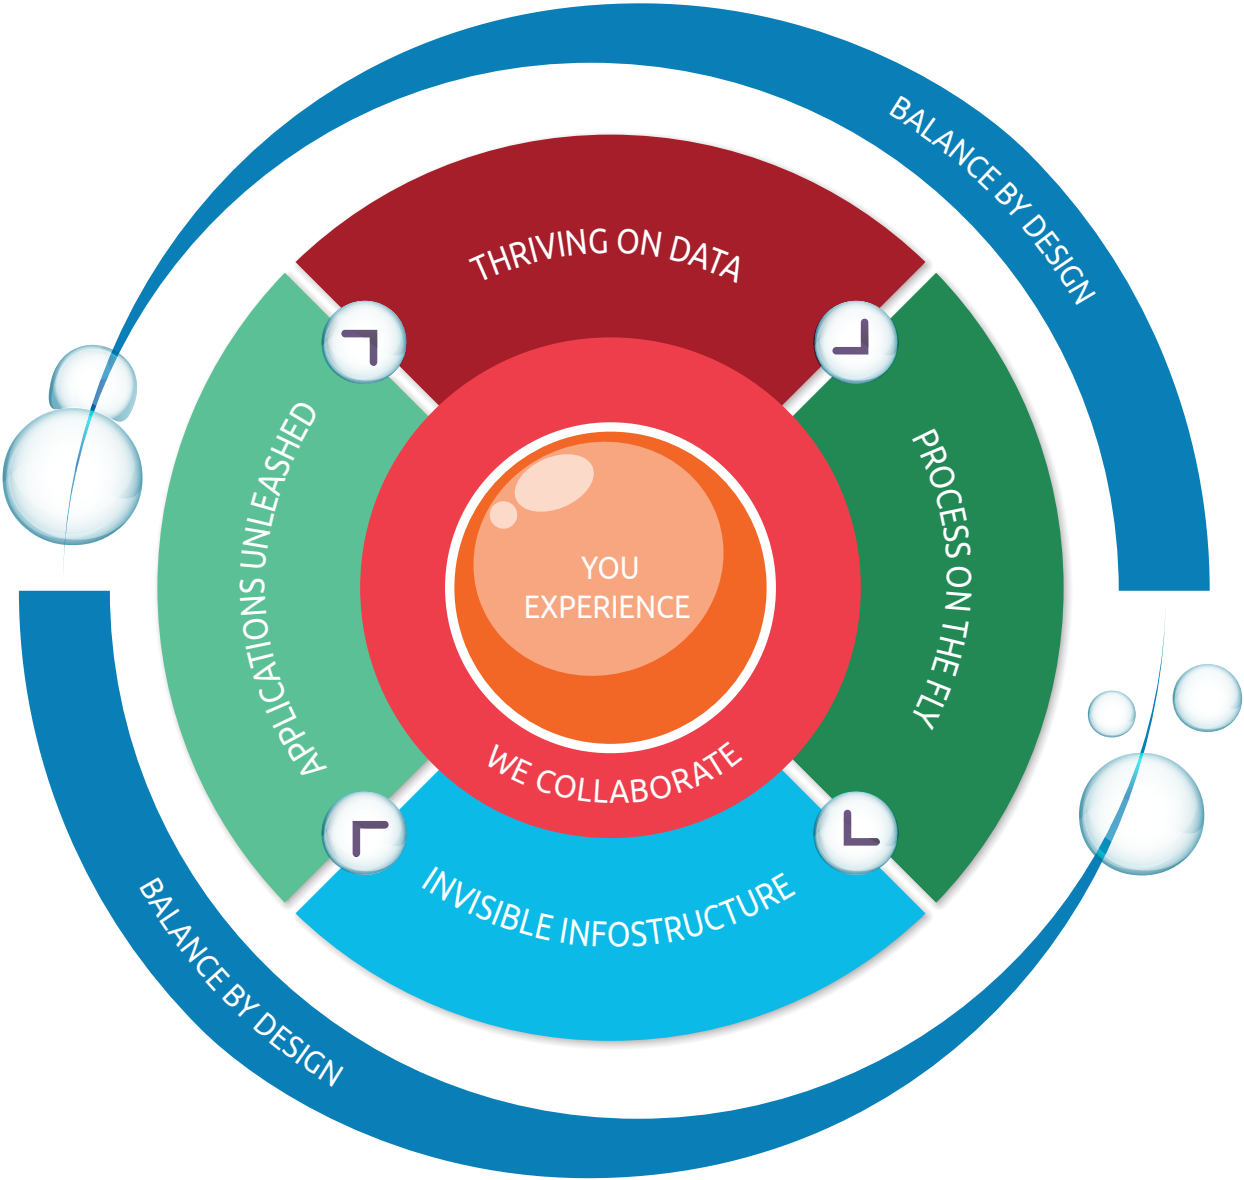 BALANCE BY DESIGN
THRIVING ON DATA
APPLICATIONS UNLEASHED
PROCESS ON THE FLY
YOU
EXPERIENCE
WE COLLABORATE
INVISIBLE INFOSTRUCTURE
BALANCE BY DESIGN